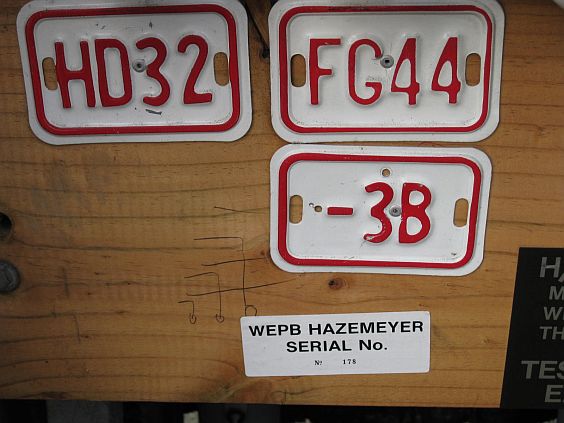 HD32
FG44
-3B
WEPB HAZEMEYER
SERIAL No.
Nº 178